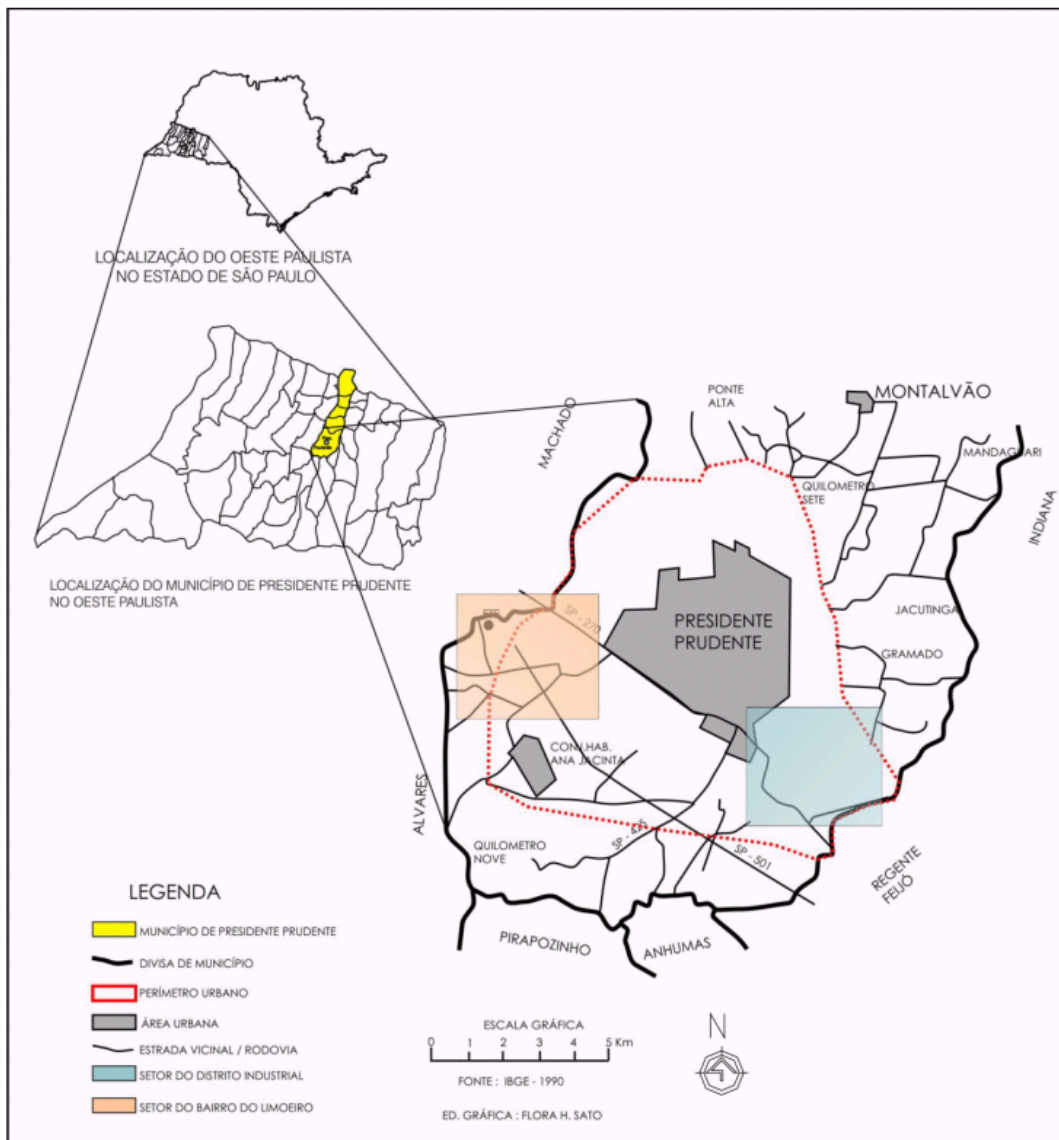 LOCALIZAÇÃO DO OESTE PAULISTA
NO ESTADO DE SÃO PAULO
LOCALIZAÇÃO DO MUNICÍPIO DE PRESIDENTE PRUDENTE
NO OESTE PAULISTA
MACHADO
PONTE
ALTA
MONTALVÃO
MANDAGUARI
QUILOMETRO
SETE
INDIANA
SP - 270
PRESIDENTE
PRUDENTE
JACUTINGA
GRAMADO
CONJ.HAB.
ANA JACINTA
ALVARES
QUILOMETRO
NOVE
SP - 425
SP - 501
REGENTE
FEIJÓ
PIRAPOZINHO
ANHUMAS
LEGENDA
MUNICÍPIO DE PRESIDENTE PRUDENTE
DIVISA DE MUNICÍPIO
PERÍMETRO URBANO
ÁREA URBANA
ESTRADA VICINAL / RODOVIA
SETOR DO DISTRITO INDUSTRIAL
SETOR DO BAIRRO DO LIMOEIRO
ESCALA GRÁFICA
0 1 2 3 4 5 Km
FONTE : IBGE - 1990
ED. GRÁFICA : FLORA H. SATO
N